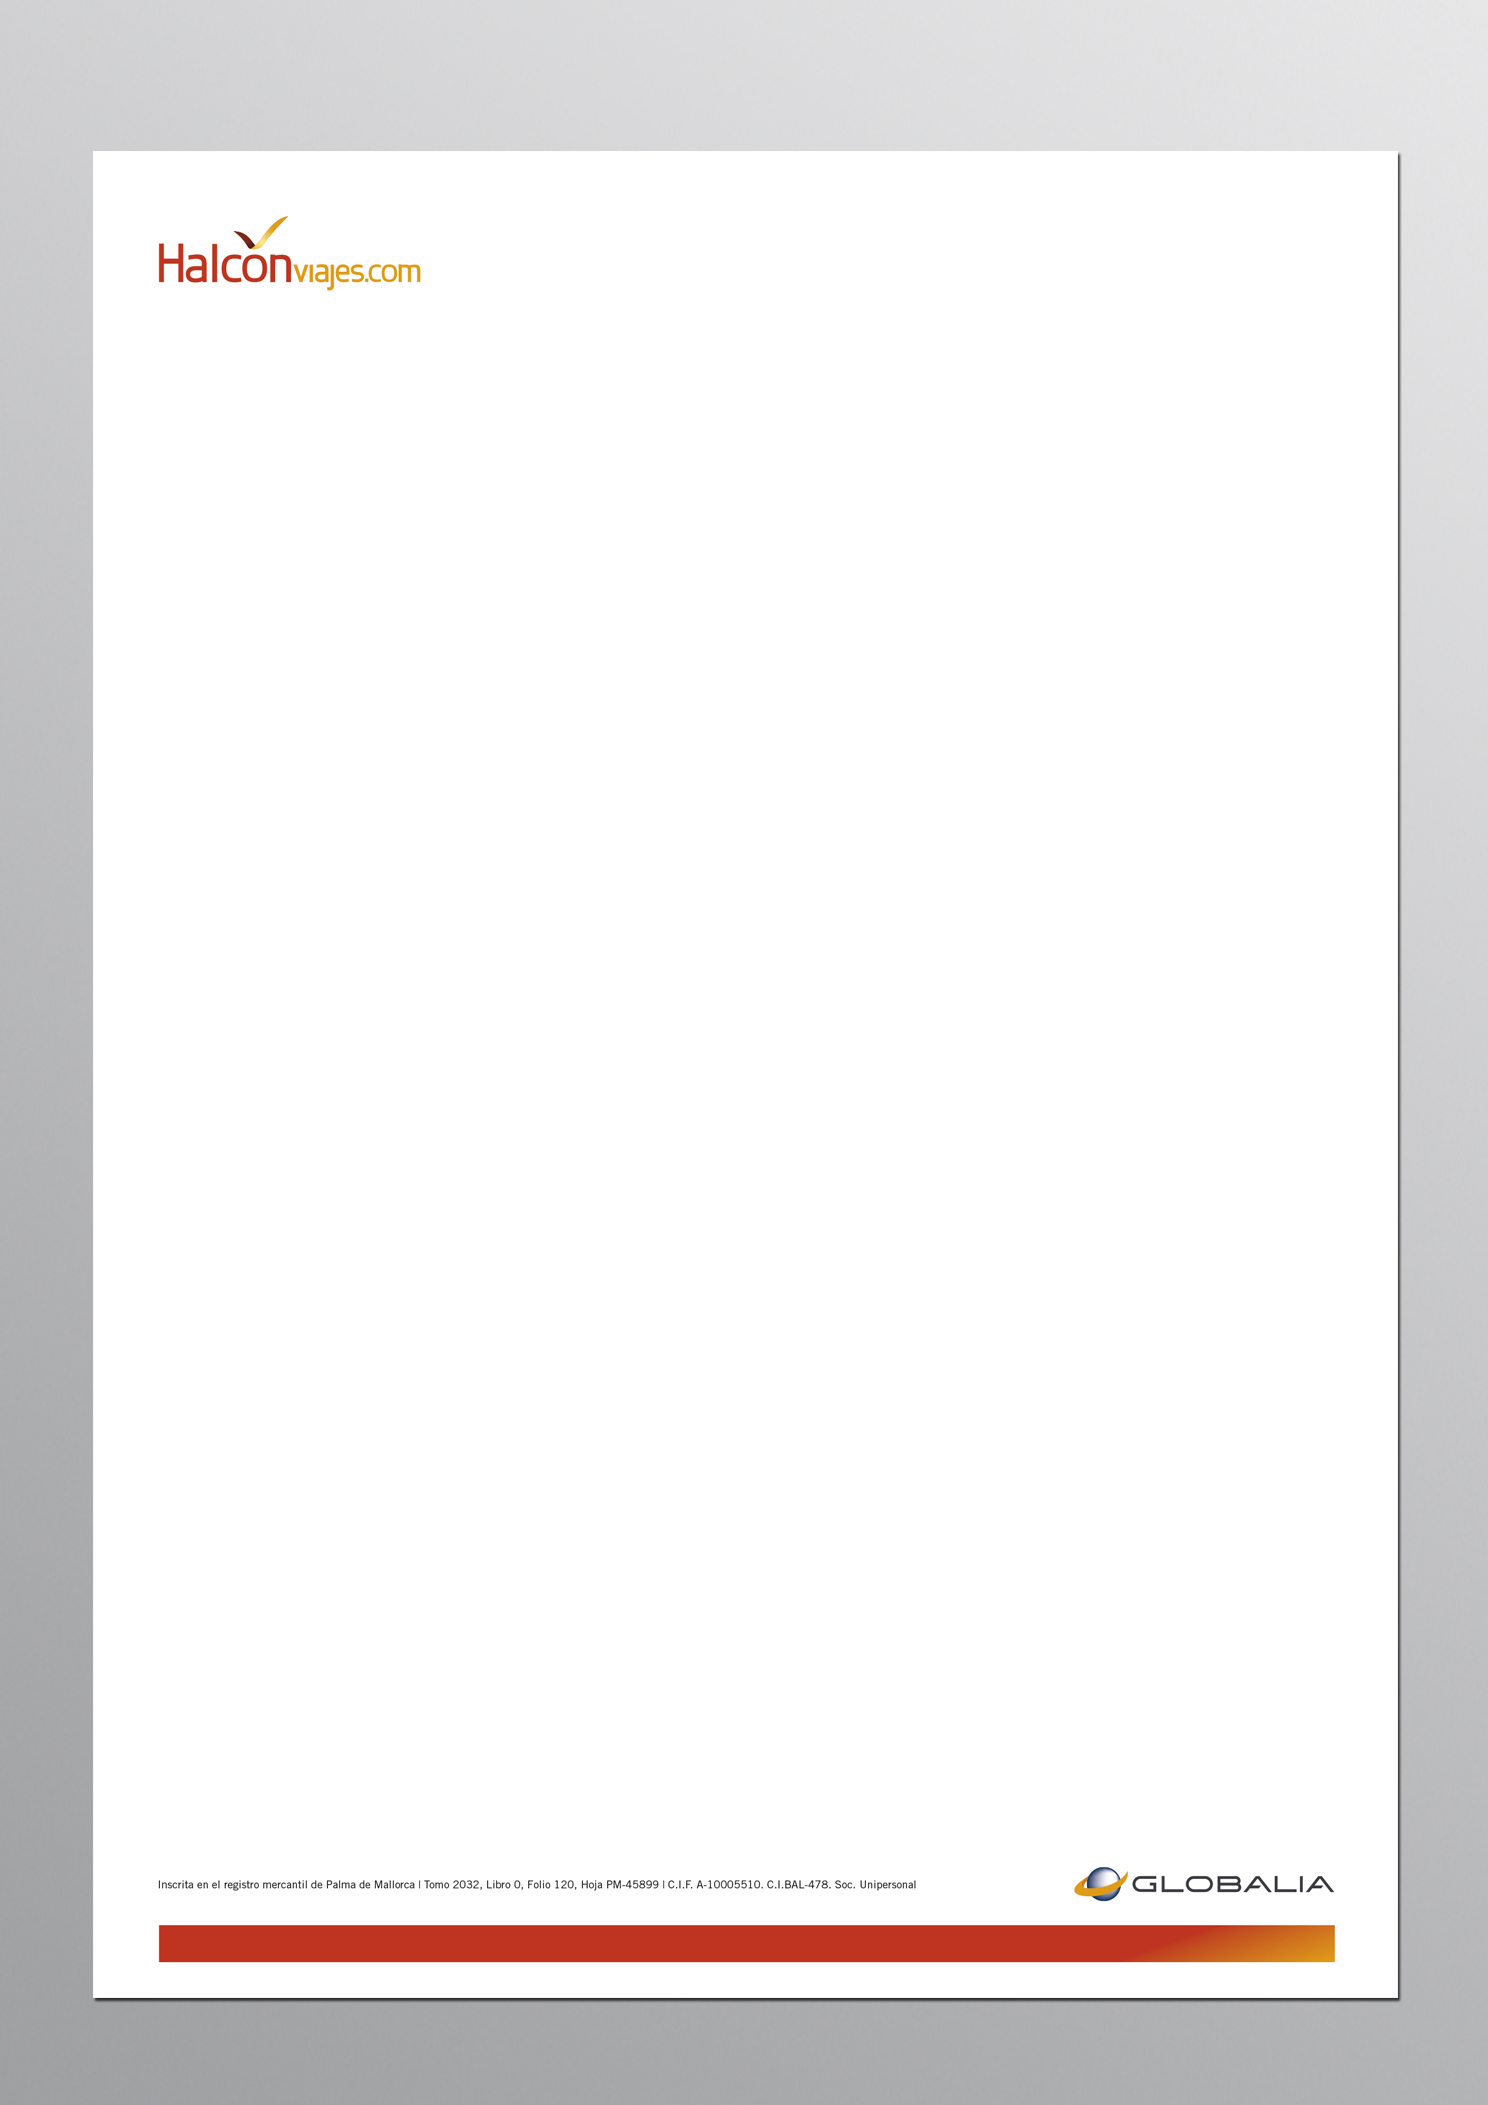 Halcónviajes.com
Inscrita en el registro mercantil de Palma de Mallorca | Tomo 2032, Libro 0, Folio 120, Hoja PM-45899 | C.I.F. A-10005510. C.I.BAL-478. Soc. Unipersonal
GLOBALIA